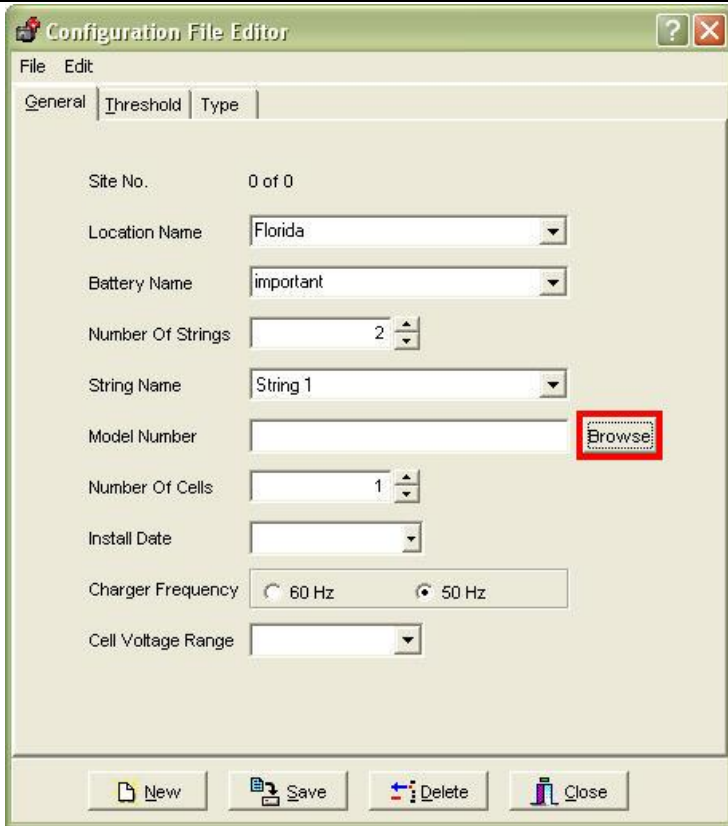 Configuration File Editor
File Edit
General Threshold Type
Site No. 0 of 0
Location Name Florida
Battery Name important
Number Of Strings 2
String Name String 1
Model Number Browse
Number Of Cells 1
Install Date
Charger Frequency 60 Hz 50 Hz
Cell Voltage Range
New Save Delete Close